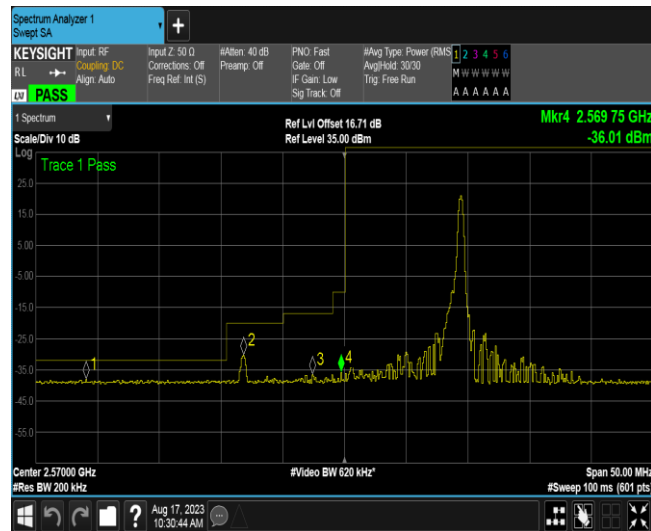 Spectrum Analyzer 1
Swept SA
KEYSIGHT
RL
LXI
PASS
Input: RF
Coupling: DC
Align: Auto
Input Z: 50 Ω
Corrections: Off
Freq Ref: Int (S)
#Atten: 40 dB
Preamp: Off
PNO: Fast
Gate: Off
IF Gain: Low
Sig Track: Off
#Avg Type: Power (RMS
Avg|Hold: 30/30
Trig: Free Run
1 2 3 4 5 6
M W W W W W
A A A A A A
1 Spectrum
Scale/Div 10 dB
Ref Lvl Offset 16.71 dB
Ref Level 35.00 dBm
Mkr4 2.569 75 GHz
-36.01 dBm
Log
Trace 1 Pass
25.0
15.0
5.00
-5.00
-15.0
-25.0
-35.0
-45.0
-55.0
1
2
3
4
Center 2.57000 GHz
#Video BW 620 kHz*
Span 50.00 MHz
#Res BW 200 kHz
#Sweep 100 ms (601 pts)
Aug 17, 2023
10:30:44 AM